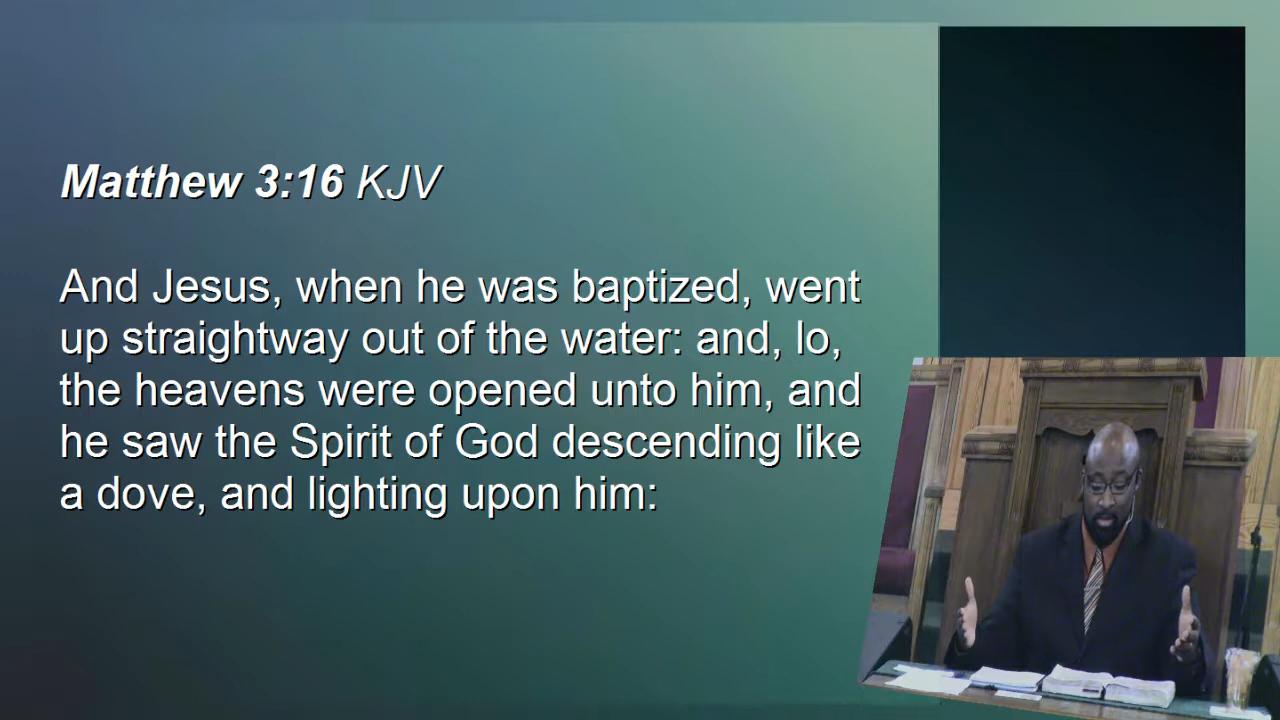 Matthew 3:16 KJV
And Jesus, when he was baptized, went
up straightway out of the water: and, lo,
the heavens were opened unto him, and
he saw the Spirit of God descending like
a dove, and lighting upon him: